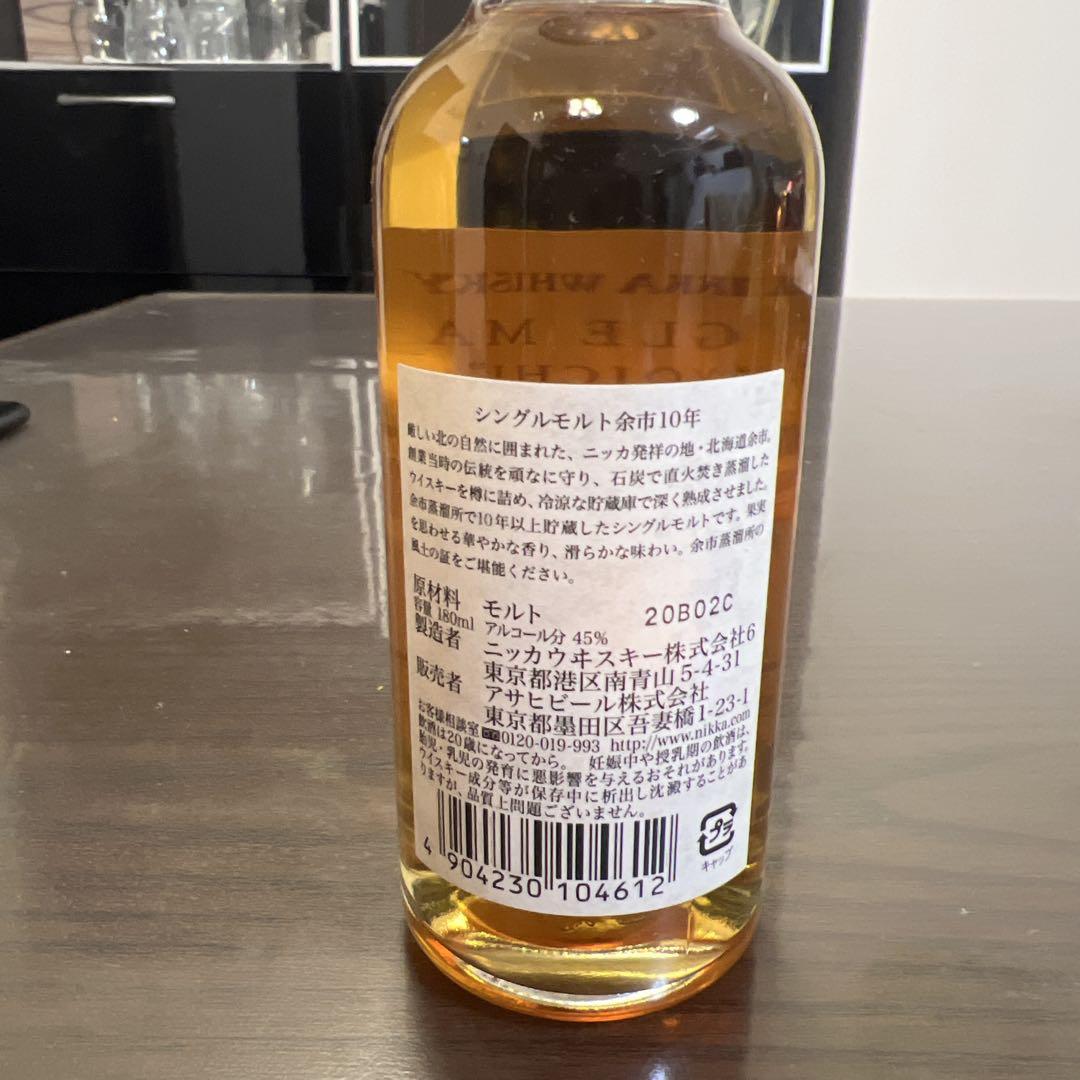 シングルモルト余市10年
厳しい北の自然に囲まれた、ニッカ発祥の地・北海道余市。
創業当時の伝統を頑なに守り、石炭で直火焚き蒸溜した
ウイスキーを樽に詰め、冷涼な貯蔵庫で深く熟成させました。
余市蒸溜所で10年以上貯蔵したシングルモルトです。果実
を思わせる華やかな香り、滑らかな味わい。余市蒸溜所の
風土の証をご堪能ください。
原材料 モルト 20B02C
容量 180ml アルコール分 45%
製造者 ニッカウヰスキー株式会社6
東京都港区南青山5-4-31
販売者 アサヒビール株式会社
東京都墨田区吾妻橋1-23-1
お客様相談室 0120-019-993 http://www.nikka.com
飲酒は20歳になってから。 妊娠中や授乳期の飲酒は、
胎児・乳児の発育に悪影響を与えるおそれがあります。
ウイスキー成分等が保存中に析出し沈澱することがあ
りますが、品質上問題ございません。
プラ
キャップ
4 904230 104612
WHISKY
GLE MA